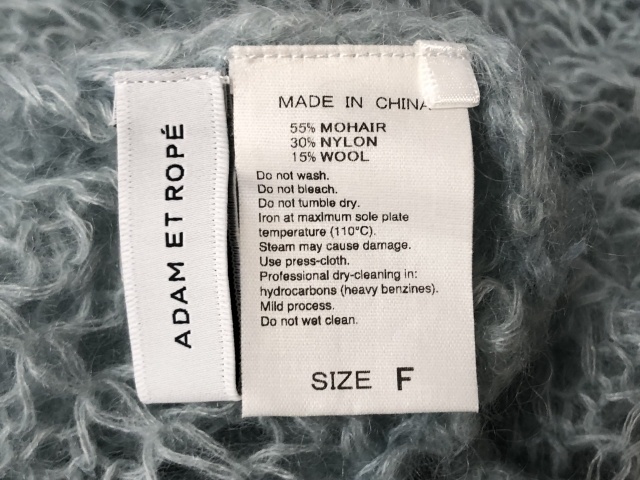 ADAM ET ROPÉ
MADE IN CHINA
55% MOHAIR
30% NYLON
15% WOOL
Do not wash.
Do not bleach.
Do not tumble dry.
Iron at maximum sole plate
temperature (110°C).
Steam may cause damage.
Use press-cloth.
Professional dry-cleaning in:
hydrocarbons (heavy benzines).
Mild process.
Do not wet clean.
SIZE F